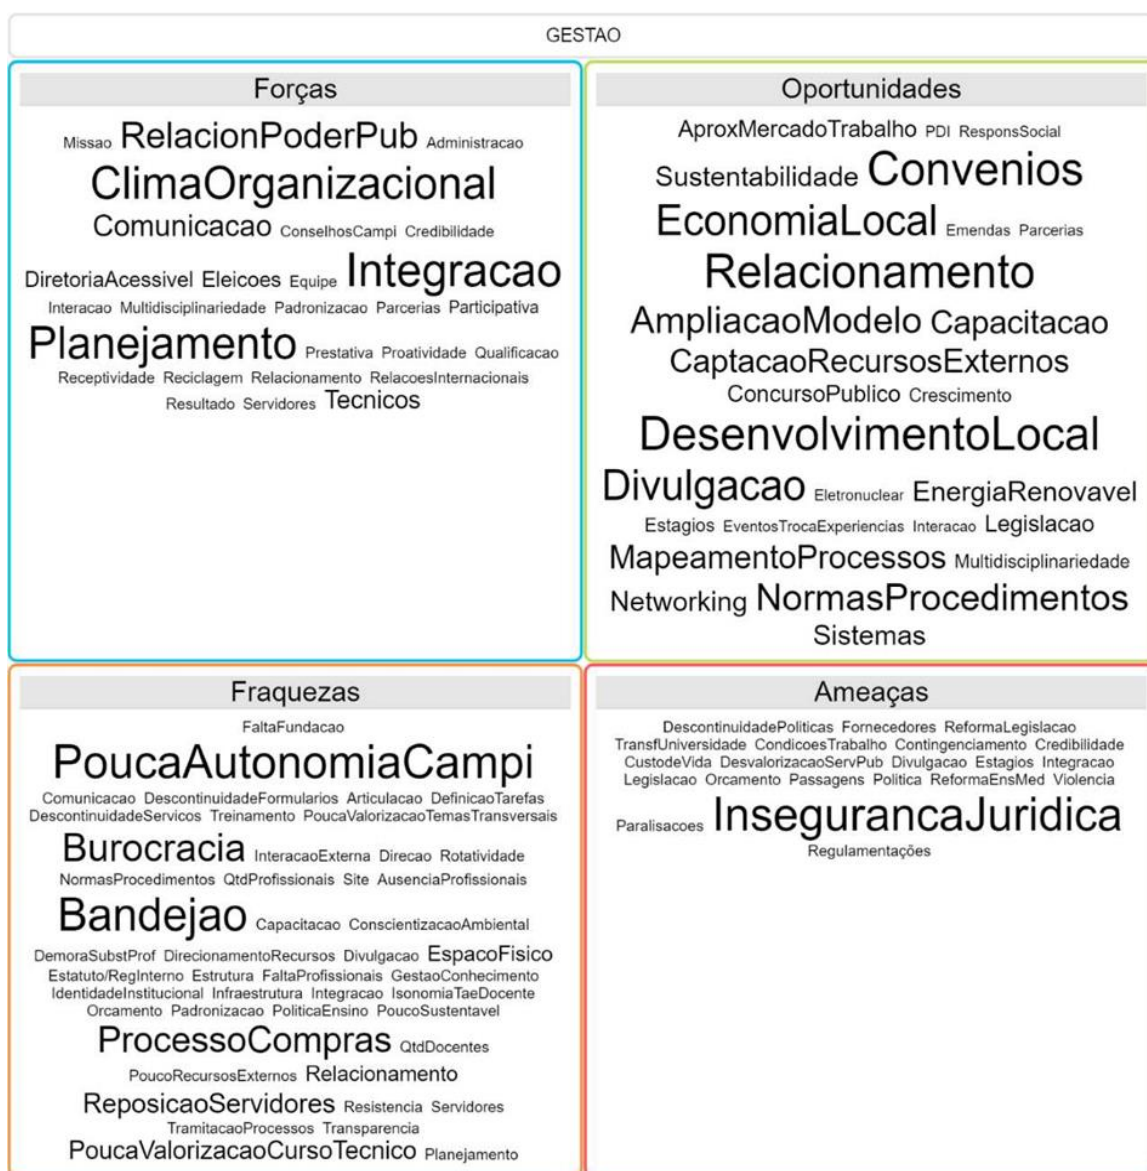 GESTAO
Forças
Missao RelacionPoderPub Administracao
ClimaOrganizacional
Comunicacao ConselhosCampi Credibilidade
DiretoriaAcessivel Eleicoes Equipe Integracao
Interacao Multidisciplinariedade Padronizacao Parcerias Participativa
Planejamento Prestativa Proatividade Qualificacao
Receptividade Reciclagem Relacionamento RelacoesInternacionais
Resultado Servidores Tecnicos
Oportunidades
AproxMercadoTrabalho PDI ResponsSocial
Sustentabilidade Convenios
EconomiaLocal Emendas Parcerias
Relacionamento
AmpliacaoModelo Capacitacao
CaptacaoRecursosExternos
ConcursoPublico Crescimento
DesenvolvimentoLocal
Divulgacao Eletronuclear EnergiaRenovavel
Estagios EventosTrocaExperiencias Interacao Legislacao
MapeamentoProcessos Multidisciplinariedade
Networking NormasProcedimentos
Sistemas
Fraquezas
FaltaFundacao
PoucaAutonomiaCampi
Comunicacao DescontinuidadeFormularios Articulacao DefinicaoTarefas
DescontinuidadeServicos Treinamento PoucaValorizacaoTemasTransversais
Burocracia InteracaoExterna Direcao Rotatividade
NormasProcedimentos QtdProfissionais Site AusenciaProfissionais
Bandejao Capacitacao ConscientizacaoAmbiental
DemoraSubstProf DirecionamentoRecursos Divulgacao EspacoFisico
Estatuto/RegInterno Estrutura FaltaProfissionais GestaoConhecimento
IdentidadeInstitucional Infraestrutura Integracao IsonomiaTaeDocente
Orcamento Padronizacao PoliticaEnsino PoucoSustentavel
ProcessoCompras QtdDocentes
PoucoRecursosExternos Relacionamento
ReposicaoServidores Resistencia Servidores
TramitacaoProcessos Transparencia
PoucaValorizacaoCursoTecnico Planejamento
Ameaças
DescontinuidadePoliticas Fornecedores ReformaLegislacao
TransfUniversidade CondicoesTrabalho Contingenciamento Credibilidade
CustodeVida DesvalorizacaoServPub Divulgacao Estagios Integracao
Legislacao Orcamento Passagens Politica ReformaEnsMed Violencia
Paralisacoes InsegurancaJuridica
Regulamentações